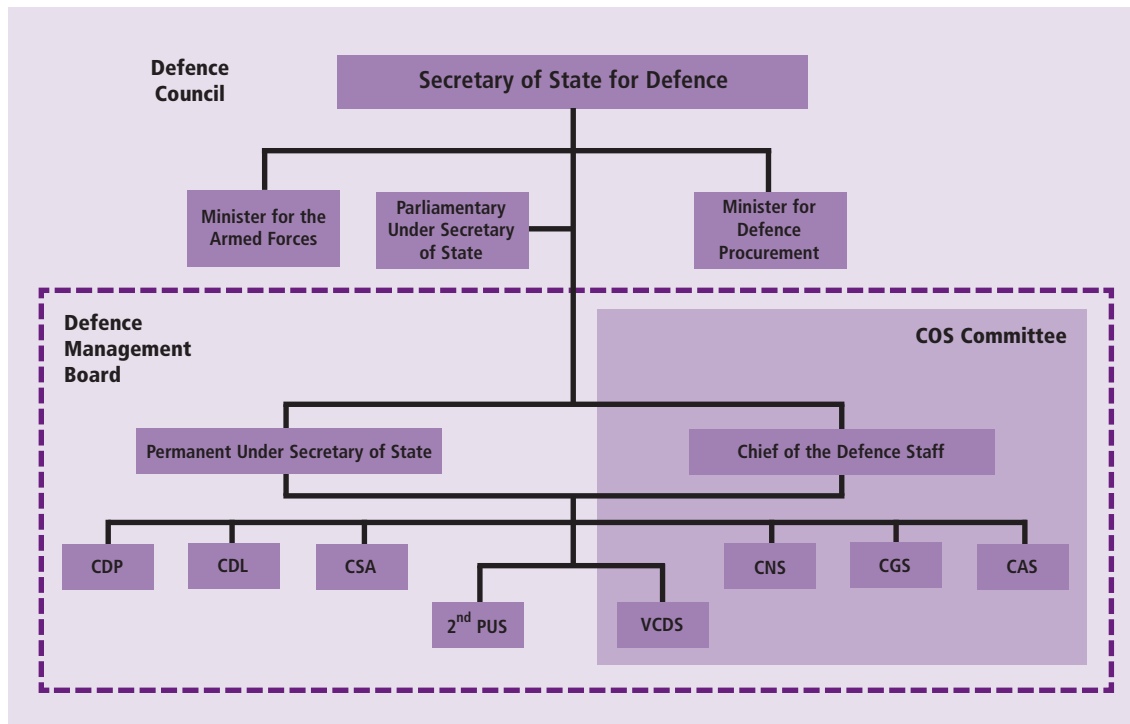 Defence
Council
Secretary of State for Defence
Minister for the
Armed Forces
Parliamentary
Under Secretary
of State
Minister for
Defence
Procurement
Defence
Management
Board
COS Committee
Permanent Under Secretary of State
Chief of the Defence Staff
CDP
CDL
CSA
CNS
CGS
CAS
2nd PUS
VCDS